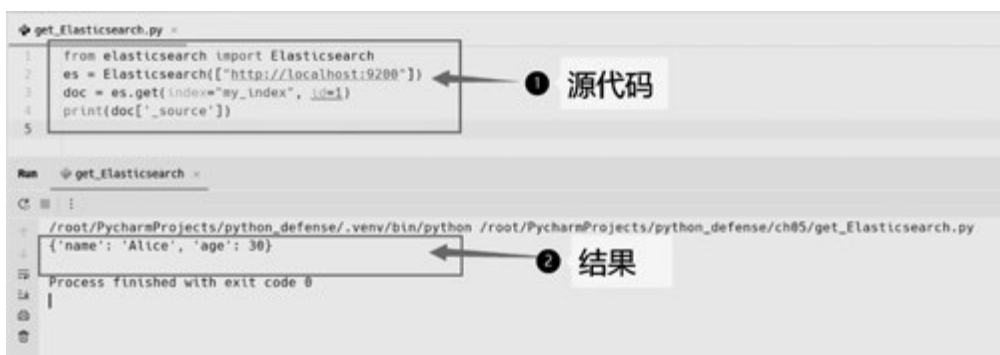 get_Elasticsearch.py ×
1 from elasticsearch import Elasticsearch
2 es = Elasticsearch(["http://localhost:9200"])
3 doc = es.get(index="my_index", id=1)
4 print(doc['_source'])
5
❶ 源代码
Run get_Elasticsearch ×
/root/PycharmProjects/python_defense/.venv/bin/python /root/PycharmProjects/python_defense/ch05/get_Elasticsearch.py
{'name': 'Alice', 'age': 30}
❷ 结果
Process finished with exit code 0